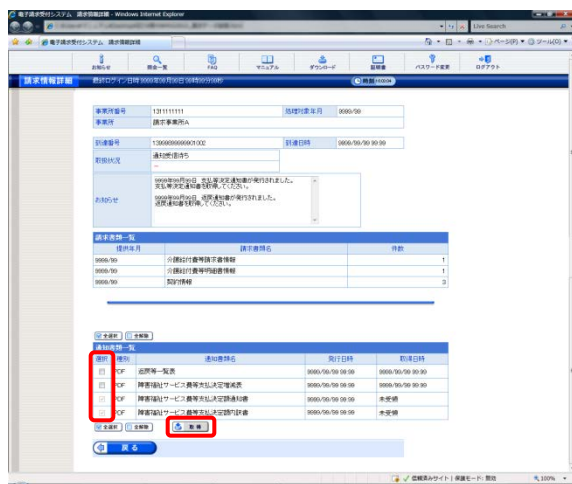 電子請求受付システム 請求情報詳細 - Windows Internet Explorer
Live Search
電子請求受付システム 請求情報詳細
ページ(P) ツール(O)
お知らせ 照会一覧 FAQ マニュアル ダウンロード 証明書 パスワード変更 ログアウト
請求情報詳細
事業所番号 1311111111 処理対象年月 9999/99
事業所 請求事業所A
到達番号 到達日時 9999/99/99 99:99
取扱状況 通知受信待ち
--
お知らせ
9999年99月99日 支払等決定通知書が発行されました。
支払等決定通知書を取得してください。
9999年99月99日 返戻通知書が発行されました。
返戻通知書を取得してください。
請求書類一覧
提供年月 請求書類名 件数
9999/99 介護給付費等請求書情報 1
9999/99 介護給付費等明細書情報 1
9999/99 契約情報 3
全選択 全解除
通知書類一覧
選択 種別 通知書類名 発行日時 取得日時
PDF 返戻等一覧表 9999/99/99 99:99 9999/99/99 99:99
PDF 障害福祉サービス費等支払決定増減表 9999/99/99 99:99 9999/99/99 99:99
PDF 障害福祉サービス費等支払決定額通知書 9999/99/99 99:99 未受領
PDF 障害福祉サービス費等支払決定額内訳書 9999/99/99 99:99 未受領
全選択 全解除 取得
戻る
信頼済みサイト | 保護モード: 無効 100%